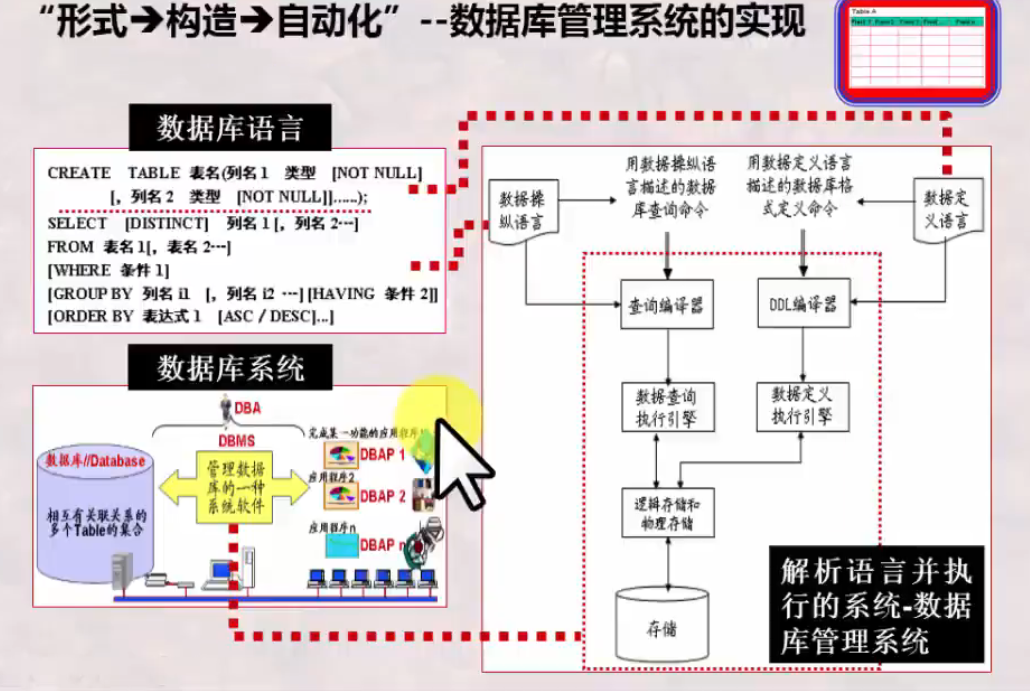 “形式→构造→自动化”--数据库管理系统的实现
Table A
数据库语言
CREATE TABLE 表名(列名1 类型 [NOT NULL]
[, 列名2 类型 [NOT NULL]]......);
SELECT [DISTINCT] 列名1 [, 列名2…]
FROM 表名1[, 表名2…]
[WHERE 条件1]
[GROUP BY 列名i1 [, 列名i2 …] [HAVING 条件2]]
[ORDER BY 表达式1 [ASC / DESC]...]
数据库系统
DBA
DBMS
管理数据
库的一种
系统软件
数据库//Database
相互有关联关系的
多个Table的集合
完成某一功能的应用程序
DBAP 1
应用程序2
DBAP 2
应用程序n
DBAP n
数据操
纵语言
用数据操纵语
言描述的数据
库查询命令
用数据定义语言
描述的数据库格
式定义命令
数据定
义语言
查询编译器
DDL编译器
数据查询
执行引擎
数据定义
执行引擎
逻辑存储和
物理存储
存储
解析语言并执
行的系统-数据
库管理系统